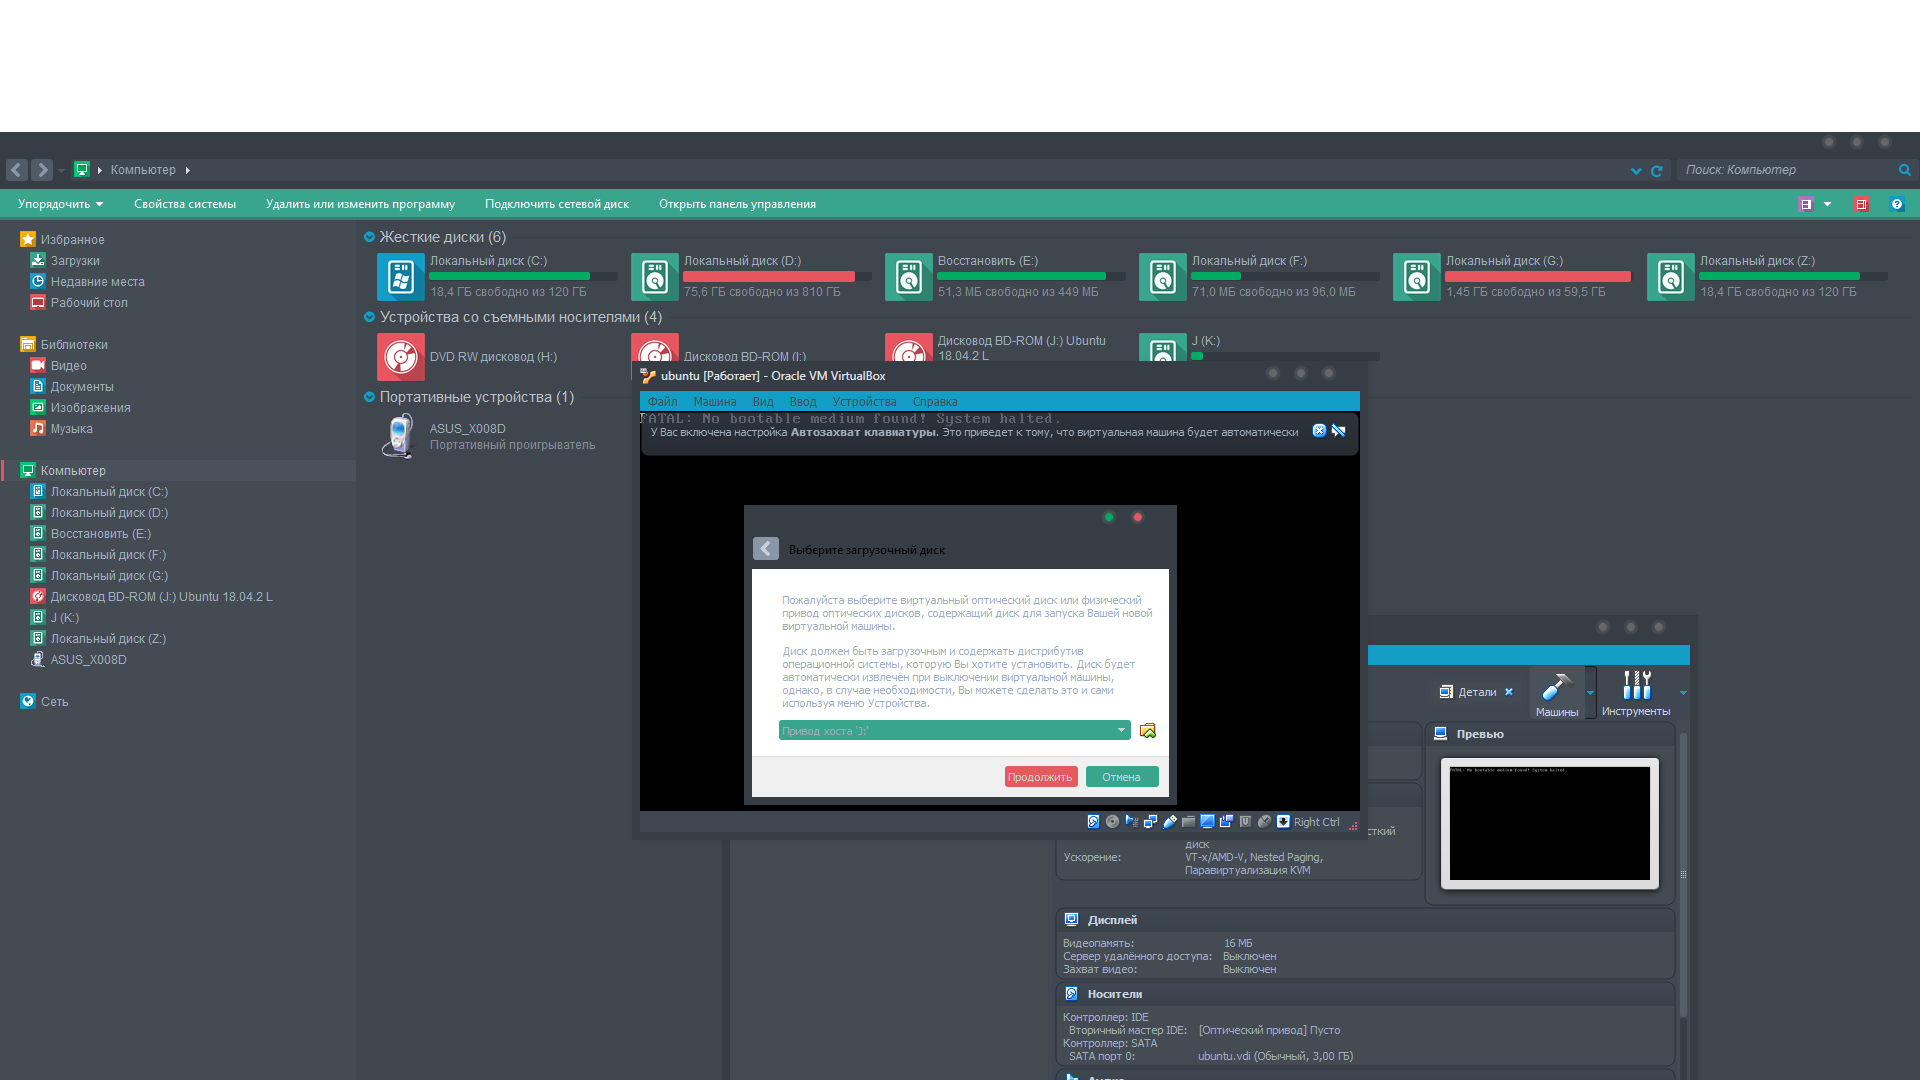 Компьютер
Поиск: Компьютер
Упорядочить
Свойства системы
Удалить или изменить программу
Подключить сетевой диск
Открыть панель управления
Избранное
Загрузки
Недавние места
Рабочий стол
Библиотеки
Видео
Документы
Изображения
Музыка
Компьютер
Локальный диск (C:)
Локальный диск (D:)
Восстановить (E:)
Локальный диск (F:)
Локальный диск (G:)
Дисковод BD-ROM (J:) Ubuntu 18.04.2 L
J (K:)
Локальный диск (Z:)
ASUS_X008D
Сеть
Жесткие диски (6)
Локальный диск (C:)
18,4 ГБ свободно из 120 ГБ
Локальный диск (D:)
75,6 ГБ свободно из 810 ГБ
Восстановить (E:)
51,3 МБ свободно из 449 МБ
Локальный диск (F:)
71,0 МБ свободно из 96,0 МБ
Локальный диск (G:)
1,45 ГБ свободно из 59,5 ГБ
Локальный диск (Z:)
18,4 ГБ свободно из 120 ГБ
Устройства со съемными носителями (4)
DVD RW дисковод (H:)
Дисковод BD-ROM (I:)
Дисковод BD-ROM (J:) Ubuntu
18.04.2 L
J (K:)
Портативные устройства (1)
ASUS_X008D
Портативный проигрыватель
ubuntu [Работает] - Oracle VM VirtualBox
Файл
Машина
Вид
Ввод
Устройства
Справка
FATAL: No bootable medium found! System halted.
У Вас включена настройка Автозахват клавиатуры. Это приведет к тому, что виртуальная машина будет автоматически
Выберите загрузочный диск
Пожалуйста выберите виртуальный оптический диск или физический
привод оптических дисков, содержащий диск для запуска Вашей новой
виртуальной машины.
Диск должен быть загрузочным и содержать дистрибутив
операционной системы, которую Вы хотите установить. Диск будет
автоматически извлечён при выключении виртуальной машины,
однако, в случае необходимости, Вы можете сделать это и сами
используя меню Устройства.
Привод хоста 'J:'
Продолжить
Отмена
Right Ctrl
Детали
Машины
Инструменты
Превью
FATAL: No bootable medium found! System halted.
сткий
диск
Ускорение:
VT-x/AMD-V, Nested Paging,
Паравиртуализация KVM
Дисплей
Видеопамять:
16 МБ
Сервер удалённого доступа:
Выключен
Захват видео:
Выключен
Носители
Контроллер: IDE
Вторичный мастер IDE:
[Оптический привод] Пусто
Контроллер: SATA
SATA порт 0:
ubuntu.vdi (Обычный, 3,00 ГБ)